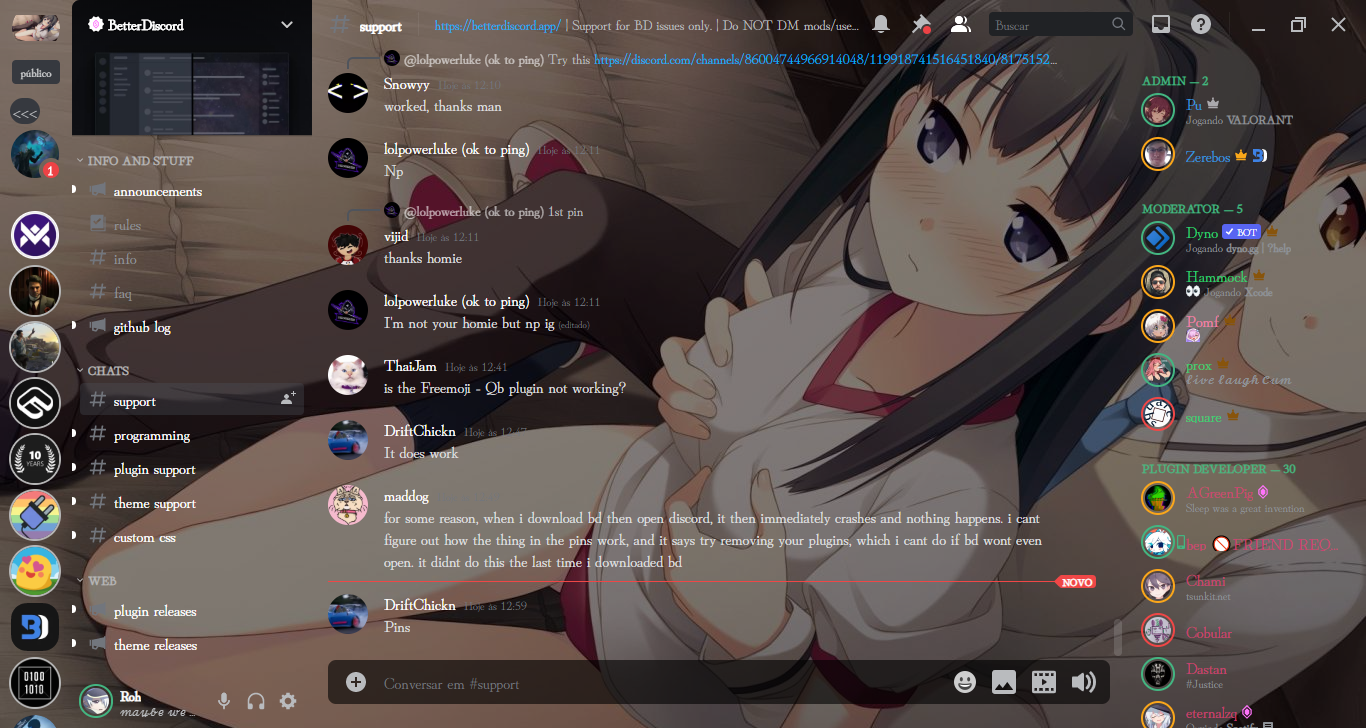 público
<<<
1
10
YEARS
0100
1010
BetterDiscord
INFO AND STUFF
announcements
rules
info
faq
github log
CHATS
support
programming
plugin support
theme support
custom css
WEB
plugin releases
theme releases
Roh
maybe we ...
support
https://betterdiscord.app/ | Support for BD issues only. | Do NOT DM mods/use...
Buscar
@lolpowerluke (ok to ping) Try this https://discord.com/channels/86004744966914048/119918741516451840/8175152...
Snowyy Hoje às 12:10
worked, thanks man
lolpowerluke (ok to ping) Hoje às 12:11
Np
@lolpowerluke (ok to ping) 1st pin
vijid Hoje às 12:11
thanks homie
lolpowerluke (ok to ping) Hoje às 12:11
I'm not your homie but np ig (editado)
ThaiJam Hoje às 12:41
is the Freemoji - Qb plugin not working?
DriftChickn Hoje às 12:47
It does work
maddog
for some reason, when i download bd then open discord, it then immediately crashes and nothing happens. i cant
figure out how the thing in the pins work, and it says try removing your plugins, which i cant do if bd wont even
open. it didnt do this the last time i downloaded bd
NOVO
DriftChickn Hoje às 12:59
Pins
Conversar em #support
ADMIN — 2
Pu
Jogando VALORANT
Zerebos
MODERATOR — 5
Dyno BOT
Jogando dyno.gg | ?help
Hammock
Jogando Xcode
Pomf
prox
live laugh cum
square
PLUGIN DEVELOPER — 30
AGreenPig
Sleep was a great invention
ben FRIEND REQ...
Chami
tsunkit.net
Cobular
Dastan
#Justice
eternalzq